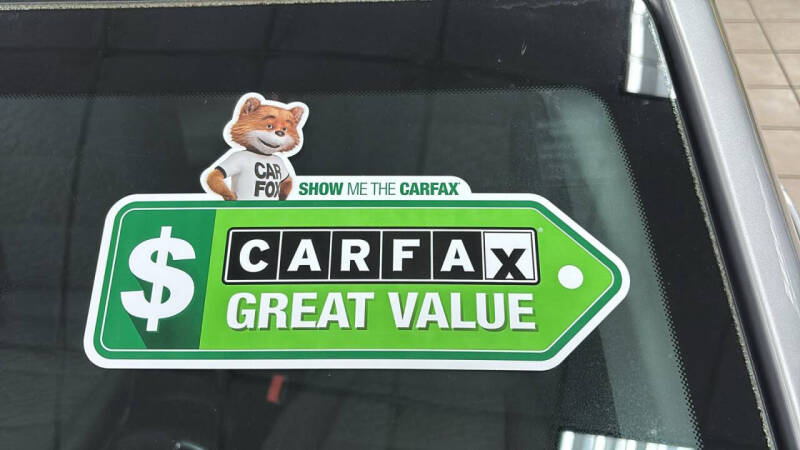 CAR
FOX
SHOW ME THE CARFAX
$ CARFAX
GREAT VALUE